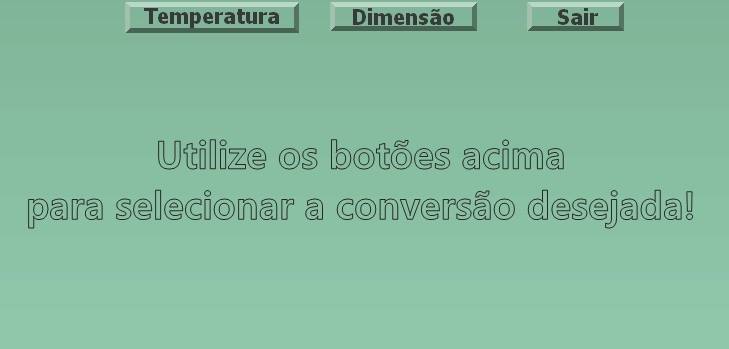 Temperatura Dimensão Sair
Utilize os botões acima
para selecionar a conversão desejada!